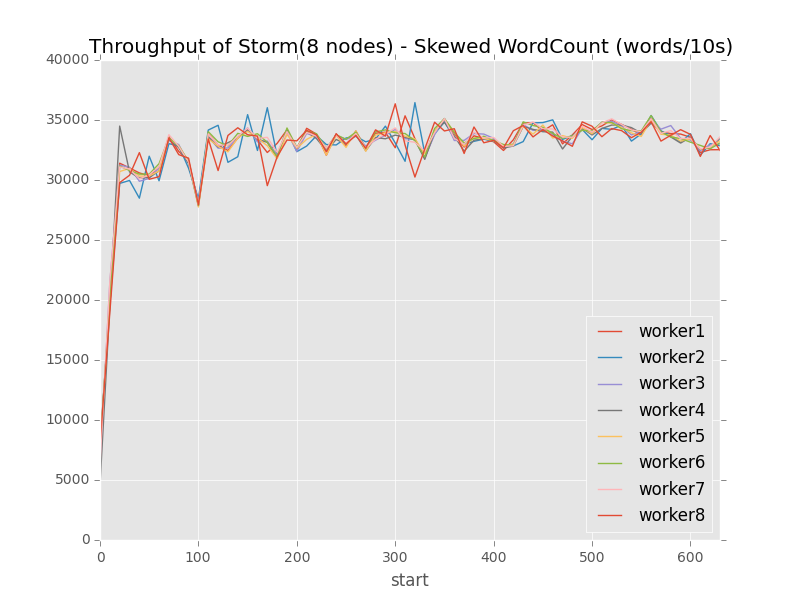 Throughput of Storm(8 nodes) - Skewed WordCount (words/10s)
40000
35000
30000
25000
20000
15000
10000
5000
0
worker1
worker2
worker3
worker4
worker5
worker6
worker7
worker8
0 100 200 300 400 500 600
start